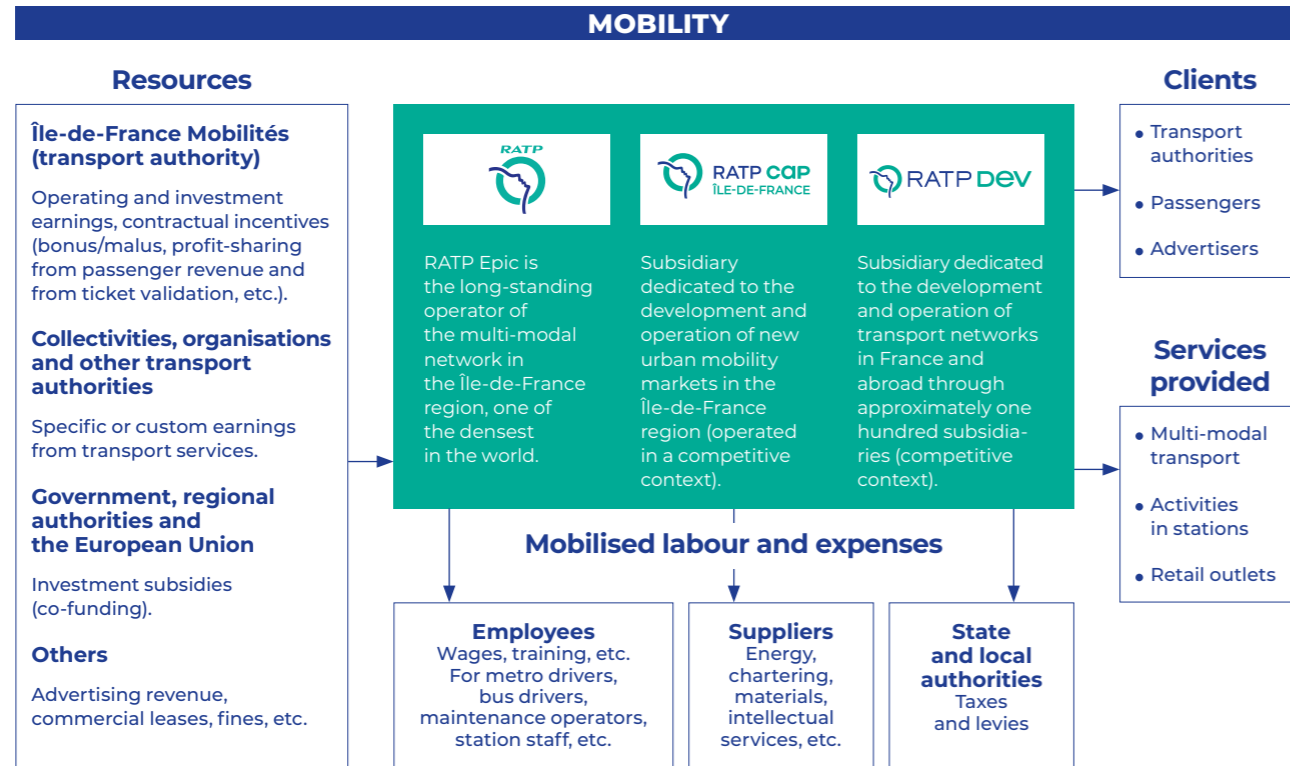 MOBILITY
Resources
Île-de-France Mobilités
(transport authority)
Operating and investment
earnings, contractual incentives
(bonus/malus, profit-sharing
from passenger revenue and
from ticket validation, etc.).
Collectivities, organisations
and other transport
authorities
Specific or custom earnings
from transport services.
Government, regional
authorities and
the European Union
Investment subsidies
(co-funding).
Others
Advertising revenue,
commercial leases, fines, etc.
RATP
RATP Epic is
the long-standing
operator of
the multi-modal
network in
the Île-de-France
region, one of
the densest
in the world.
RATP CAP
ÎLE-DE-FRANCE
Subsidiary
dedicated to the
development and
operation of new
urban mobility
markets in the
Île-de-France
region (operated
in a competitive
context).
RATP DEV
Subsidiary dedicated
to the development
and operation of
transport networks
in France and
abroad through
approximately one
hundred subsidia-
ries (competitive
context).
Mobilised labour and expenses
Employees
Wages, training, etc.
For metro drivers,
bus drivers,
maintenance operators,
station staff, etc.
Suppliers
Energy,
chartering,
materials,
intellectual
services, etc.
State
and local
authorities
Taxes
and levies
Clients
• Transport
authorities
• Passengers
• Advertisers
Services
provided
• Multi-modal
transport
• Activities
in stations
• Retail outlets